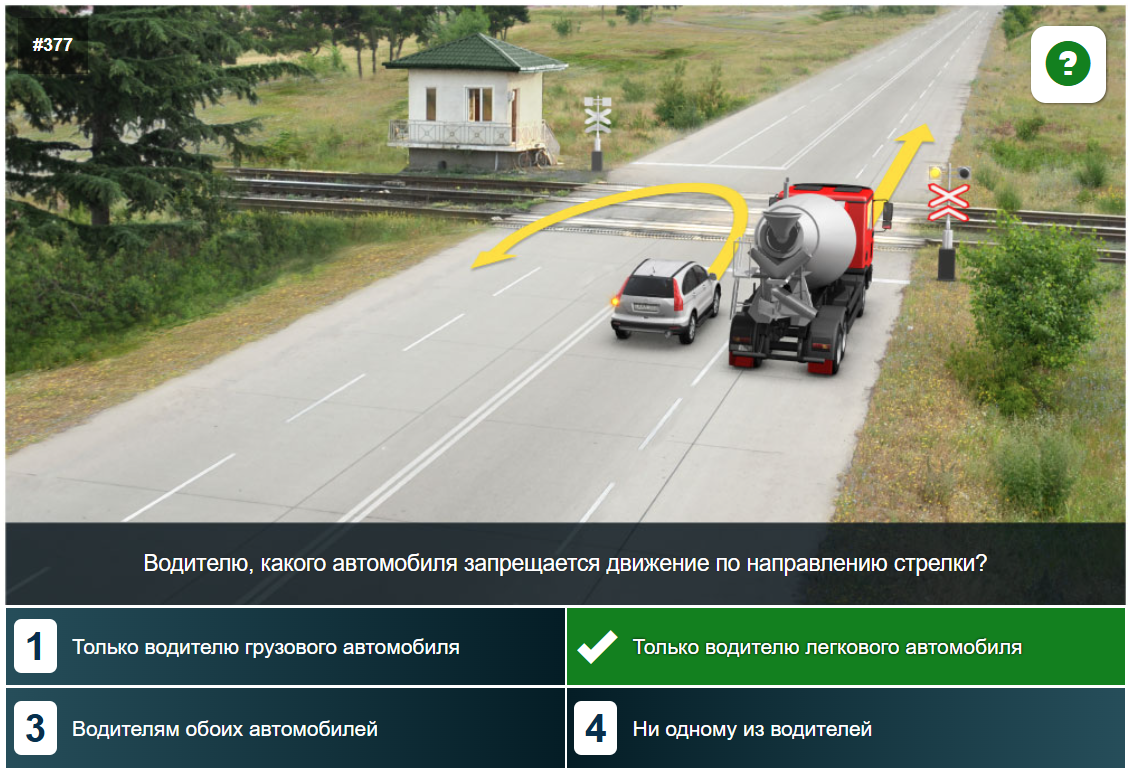 #377
?
Водителю, какого автомобиля запрещается движение по направлению стрелки?
1 Только водителю грузового автомобиля
Только водителю легкового автомобиля
3 Водителям обоих автомобилей
4 Ни одному из водителей